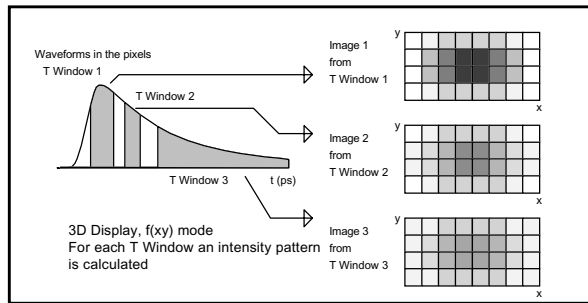 Waveforms in the pixels
T Window 1
T Window 2
T Window 3
t (ps)
3D Display, f(xy) mode
For each T Window an intensity pattern
is calculated
Image 1
from
T Window 1
y
x
Image 2
from
T Window 2
y
x
Image 3
from
T Window 3
y
x